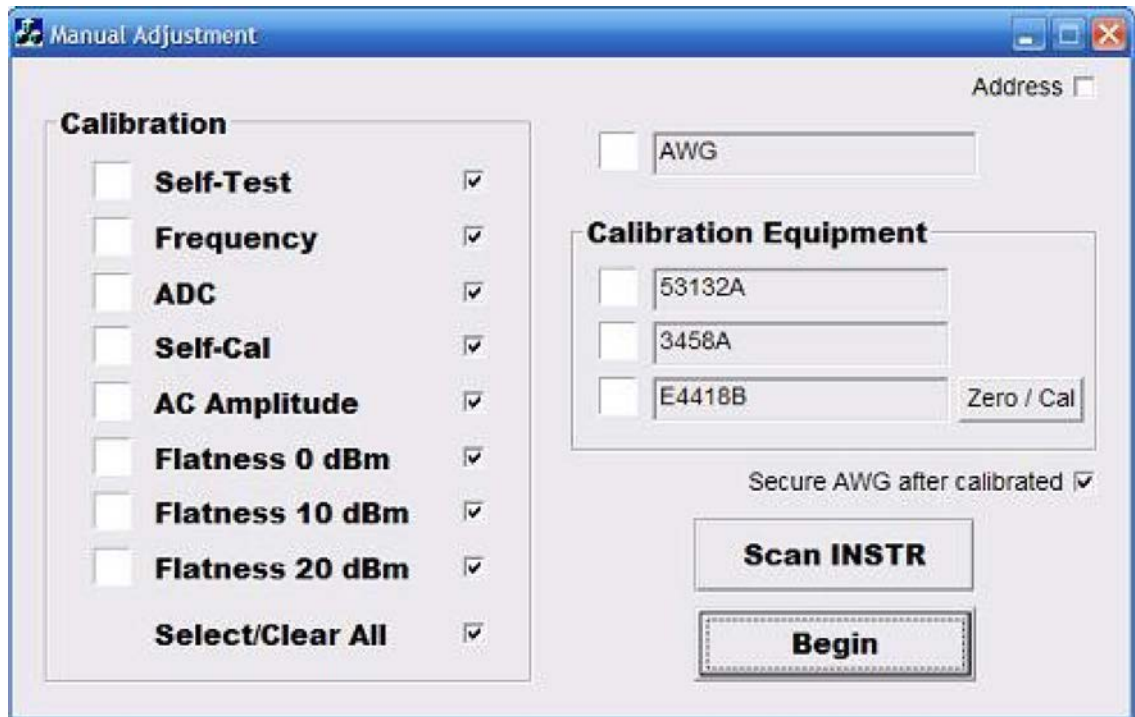 Manual Adjustment
Address
Calibration
Self-Test
Frequency
ADC
Self-Cal
AC Amplitude
Flatness 0 dBm
Flatness 10 dBm
Flatness 20 dBm
Select/Clear All
AWG
Calibration Equipment
53132A
3458A
E4418B
Zero / Cal
Secure AWG after calibrated
Scan INSTR
Begin